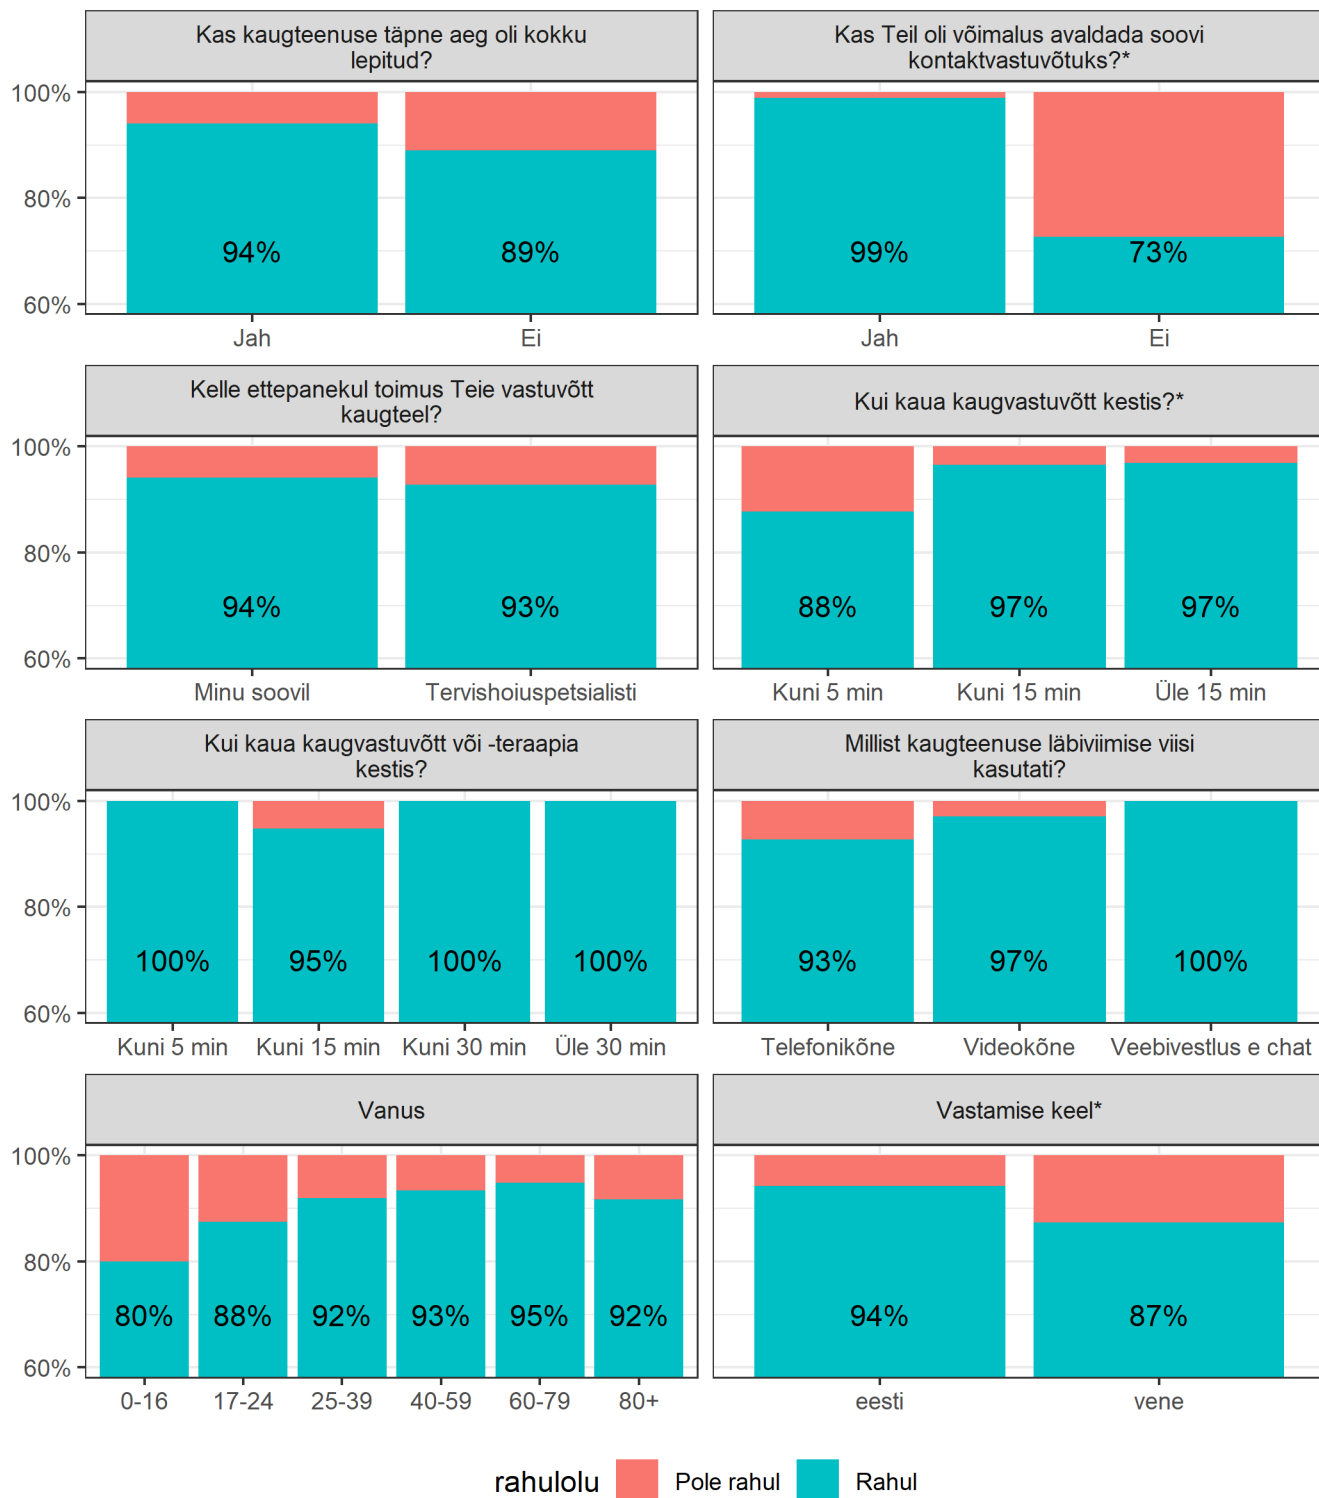 Kas kaugteenuse täpne aeg oli kokku
lepitud?
100%
80%
60%
94%
89%
Jah
Ei
Kas Teil oli võimalus avaldada soovi
kontaktvastuvõtuks?*
99%
73%
Jah
Ei
Kelle ettepanekul toimus Teie vastuvõtt
kaugteel?
100%
80%
60%
94%
93%
Minu soovil
Tervishoiuspetsialisti
Kui kaua kaugvastuvõtt kestis?*
88%
97%
97%
Kuni 5 min
Kuni 15 min
Üle 15 min
Kui kaua kaugvastuvõtt või -teraapia
kestis?
100%
80%
60%
100%
95%
100%
100%
Kuni 5 min
Kuni 15 min
Kuni 30 min
Üle 30 min
Millist kaugteenuse läbiviimise viisi
kasutati?
93%
97%
100%
Telefonikõne
Videokõne
Veebivestlus e chat
Vanus
100%
80%
60%
80%
88%
92%
93%
95%
92%
0-16
17-24
25-39
40-59
60-79
80+
Vastamise keel*
94%
87%
eesti
vene
rahulolu
Pole rahul
Rahul